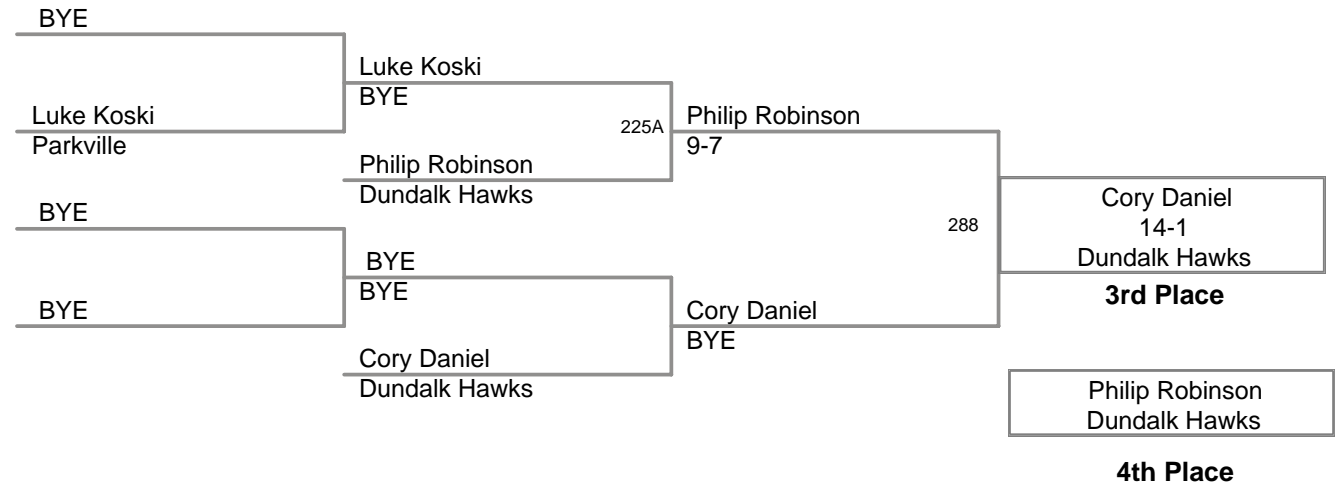 BYE
Luke Koski
Parkville
BYE
BYE
Luke Koski
BYE
225A
Philip Robinson
Dundalk Hawks
BYE
BYE
Cory Daniel
Dundalk Hawks
Philip Robinson
9-7
288
Cory Daniel
BYE
Cory Daniel
14-1
Dundalk Hawks
3rd Place
Philip Robinson
Dundalk Hawks
4th Place